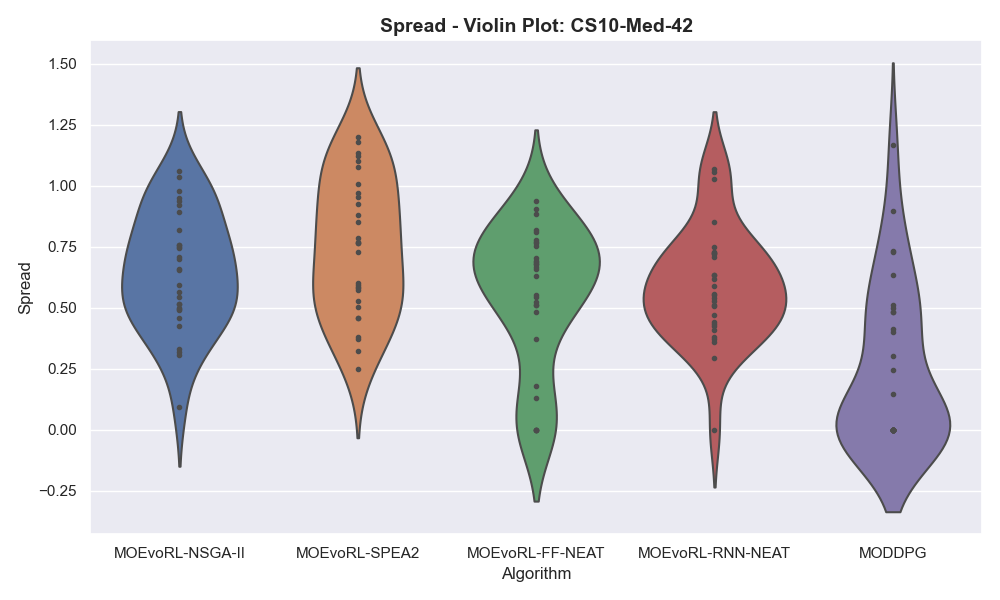 Spread - Violin Plot: CS10-Med-42
1.50
1.25
1.00
0.75
0.50
0.25
0.00
−0.25
Spread
MOEvoRL-NSGA-II
MOEvoRL-SPEA2
MOEvoRL-FF-NEAT
MOEvoRL-RNN-NEAT
MODDPG
Algorithm